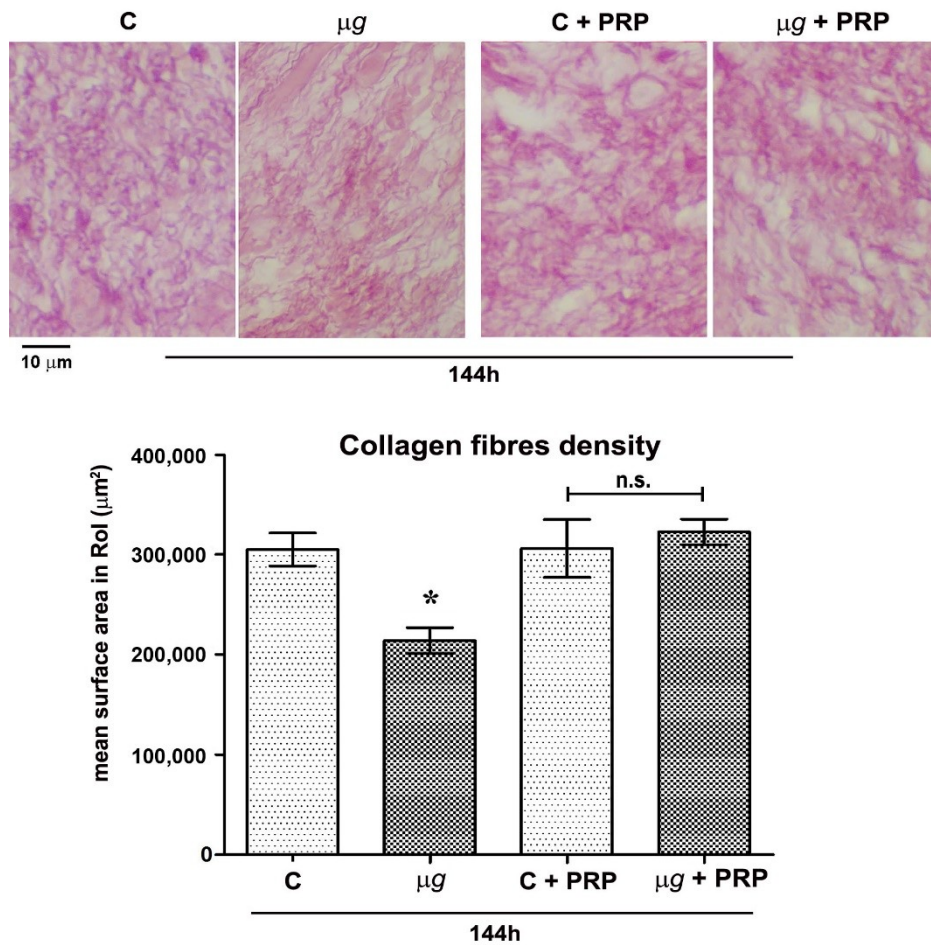 C μg C + PRP μg + PRP
10 μm
144h
Collagen fibres density
mean surface area in RoI (μm²)
400,000
300,000
200,000
100,000
0
n.s.
*
C μg C + PRP μg + PRP
144h